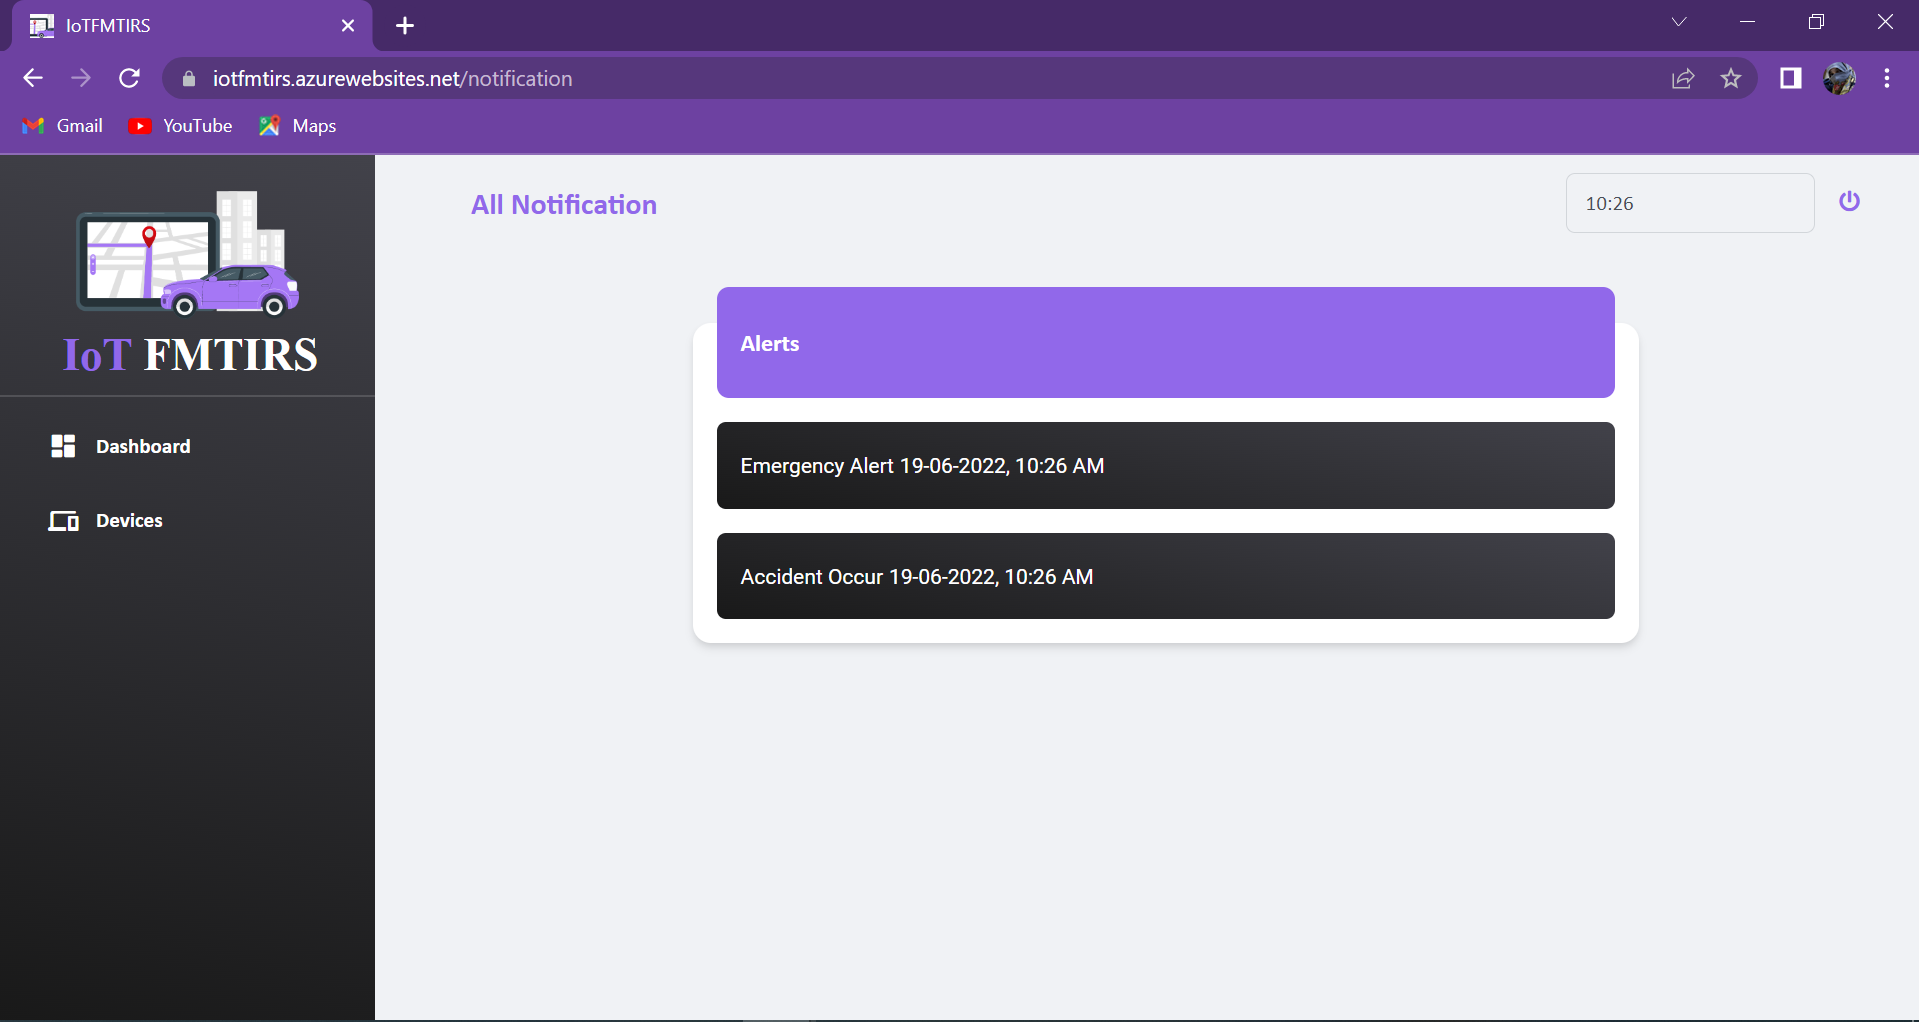 IoTFMTIRS
iotfmtirs.azurewebsites.net/notification
Gmail YouTube Maps
IoT FMTIRS
Dashboard
Devices
All Notification
10:26
Alerts
Emergency Alert 19-06-2022, 10:26 AM
Accident Occur 19-06-2022, 10:26 AM